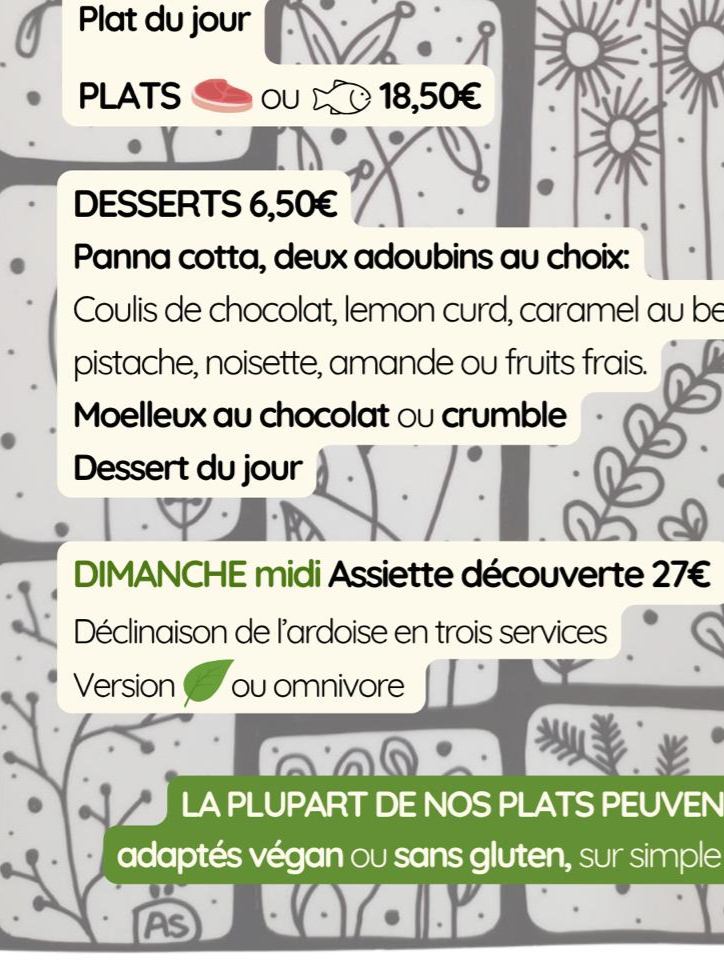 Plat du jour
PLATS ou 18,50€
DESSERTS 6,50€
Panna cotta, deux adoubins au choix:
Coulis de chocolat, lemon curd, caramel au be
pistache, noisette, amande ou fruits frais.
Moelleux au chocolat ou crumble
Dessert du jour
DIMANCHE midi Assiette découverte 27€
Déclinaison de l'ardoise en trois services
Version ou omnivore
LA PLUPART DE NOS PLATS PEUVEN
adaptés végan ou sans gluten, sur simple
AS